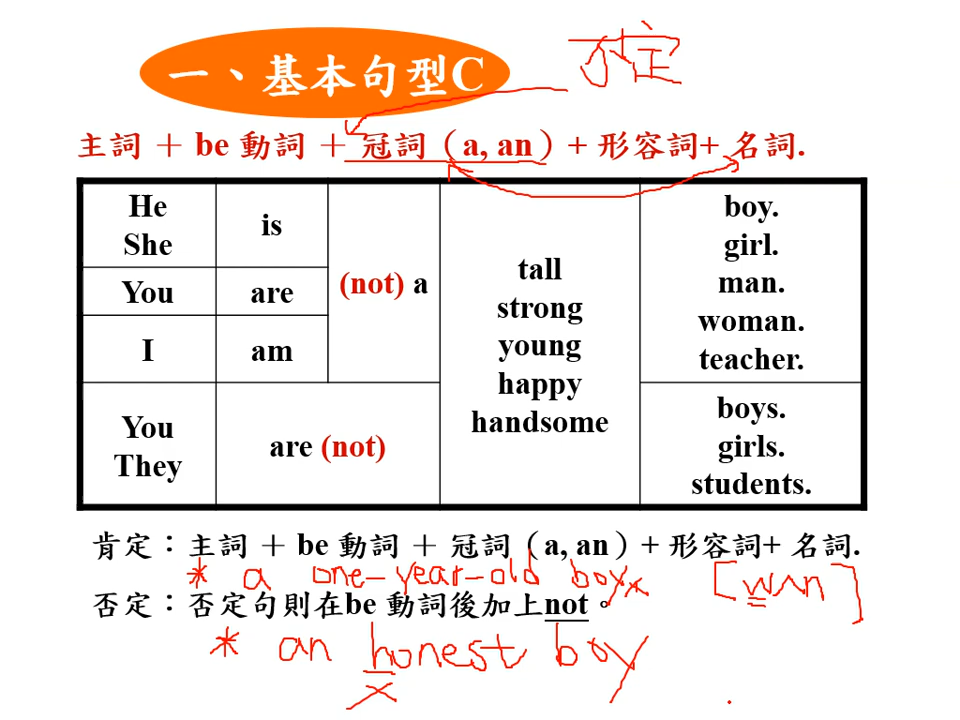 一、基本句型C
不定
主詞 ＋ be 動詞 ＋ 冠詞（a, an）+ 形容詞+ 名詞.
He
She
is
(not) a
tall
strong
young
happy
handsome
boy.
girl.
man.
woman.
teacher.
You
are
I
am
You
They
are (not)
boys.
girls.
students.
肯定：主詞 ＋ be 動詞 ＋ 冠詞（a, an）+ 形容詞+ 名詞.
* a one-year-old boy [wʌn]
否定：否定句則在be 動詞後加上not。
* an honest boy
x